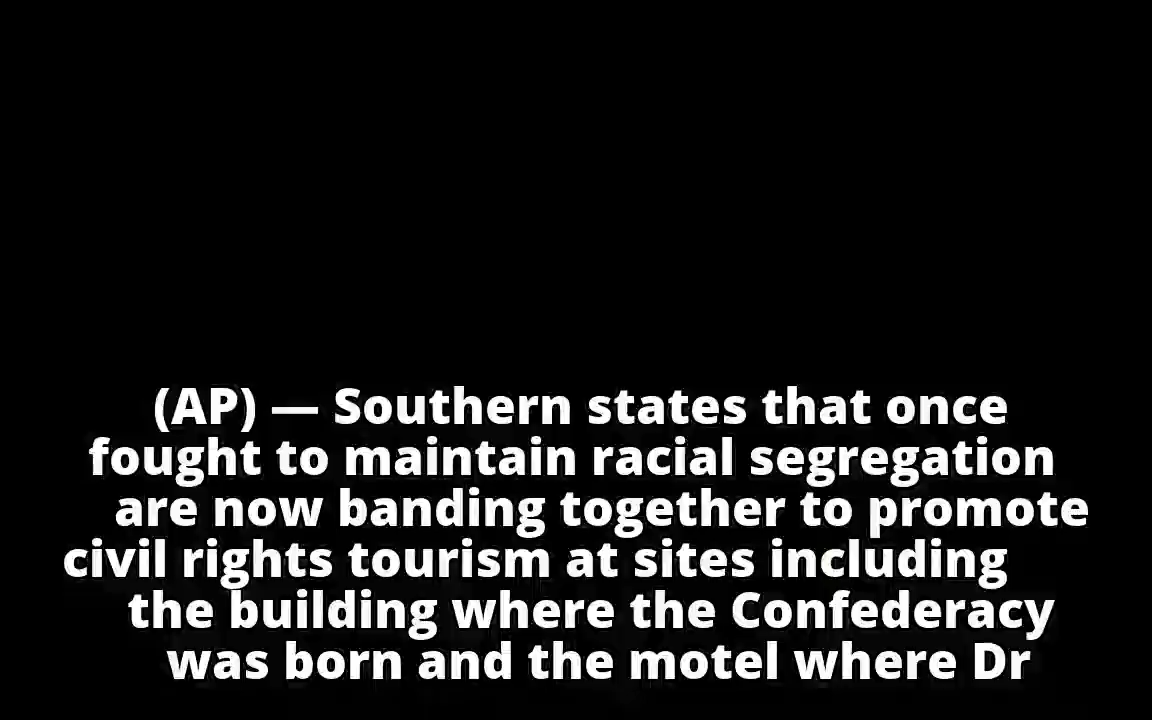 (AP) — Southern states that once
fought to maintain racial segregation
are now banding together to promote
civil rights tourism at sites including
the building where the Confederacy
was born and the motel where Dr